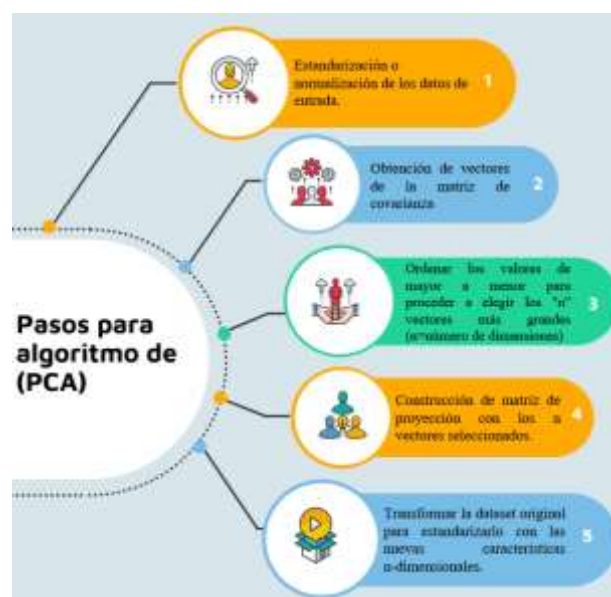 Estandarización o
normalización de los datos de
entrada.
1
Obtención de vectores
de la matriz de
covarianza
2
Ordenar los valores de
mayor a menor para
proceder a elegir los "n"
vectores más grandes
(n=número de dimensiones)
3
Pasos para
algoritmo de
(PCA)
Construcción de matriz de
proyección con los n
vectores seleccionados.
4
Transformar la dataset original
para estandarizarlo con las
nuevas características
n-dimensionales.
5